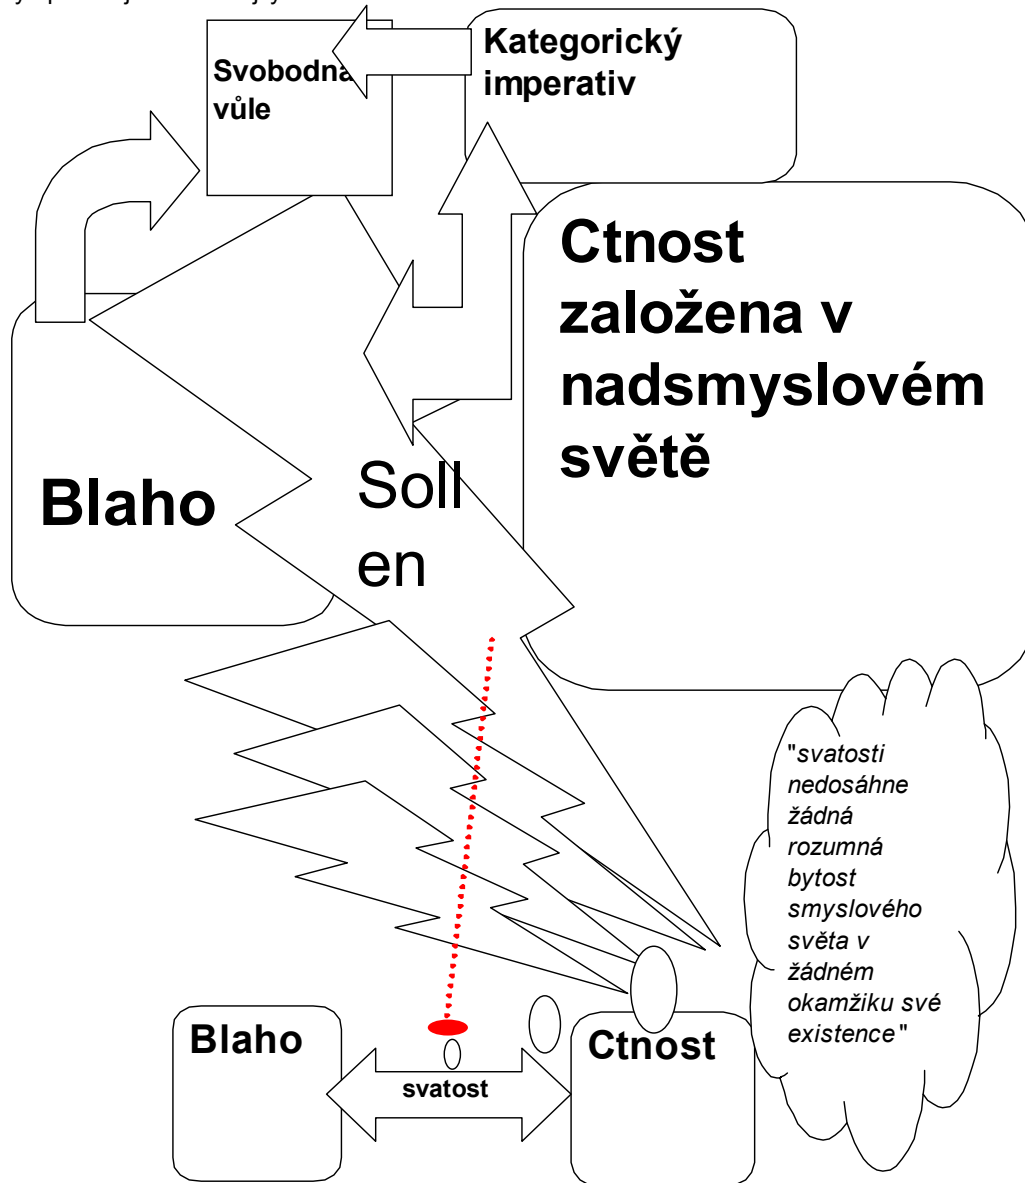 Kategorický
imperativ
Svobodná
vůle
Ctnost
založena v
nadsmyslovém
světě
Blaho
Soll
en
"svatosti
nedosáhne
žádná
rozumná
bytost
smyslového
světa v
žádném
okamžiku své
existence"
Blaho
svatost
Ctnost